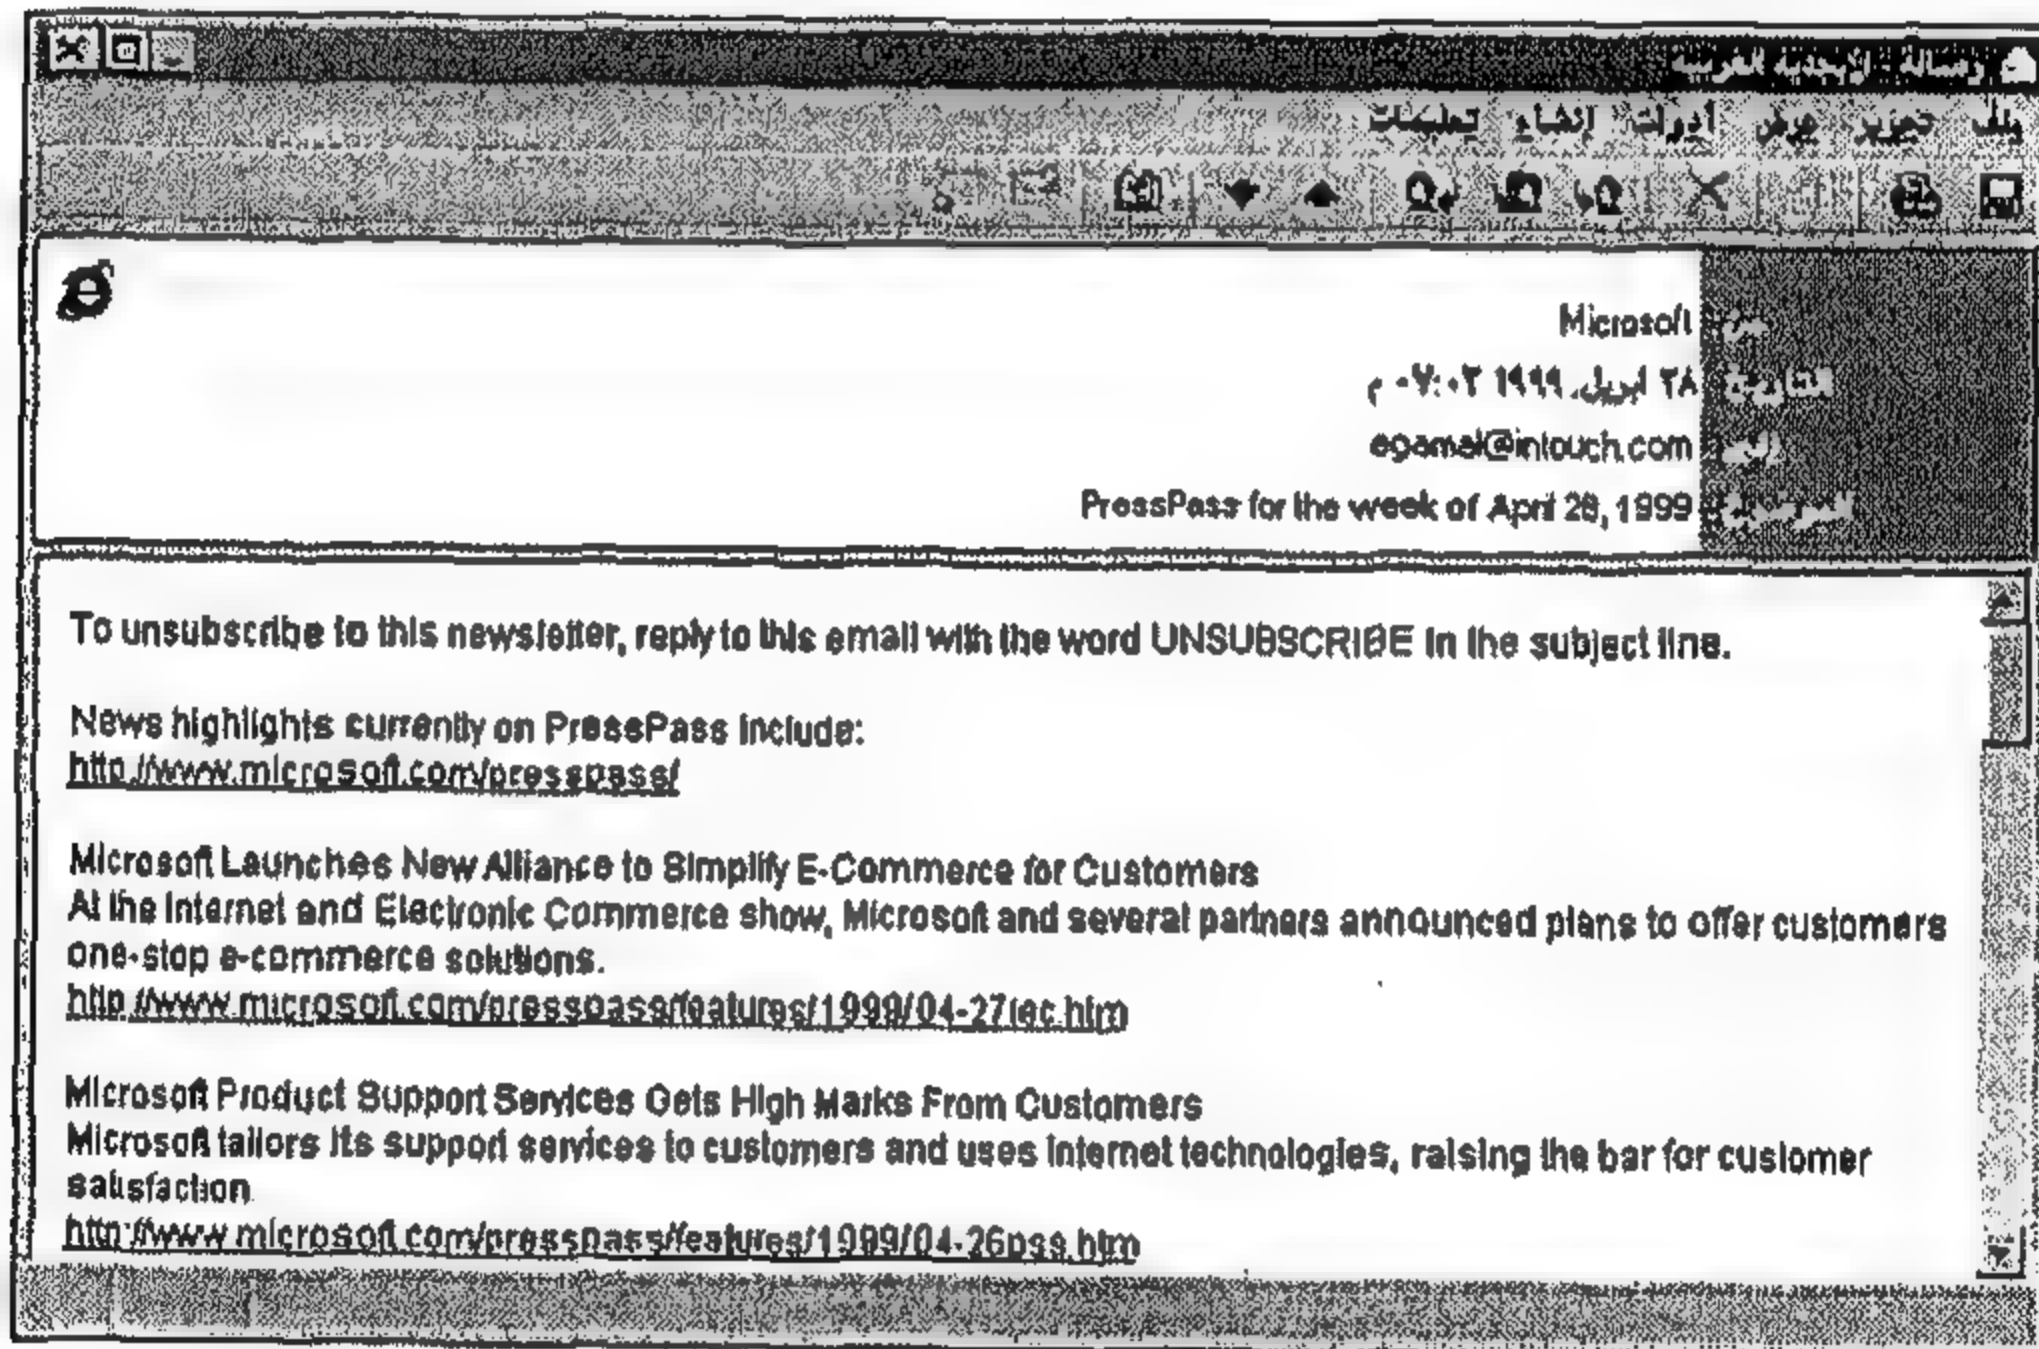 رسالة - الأبجدية العربية
ملف تحرير عرض أدوات إنشاء تعليمات
من Microsoft
التاريخ ٢٨ ابريل, ١٩٩٩ ٠٧:٠٢ م
إلى egamal@intouch.com
PressPass for the week of April 28, 1999
To unsubscribe to this newsletter, reply to this email with the word UNSUBSCRIBE in the subject line.
News highlights currently on PressPass include:
http://www.microsoft.com/presspass/
Microsoft Launches New Alliance to Simplify E-Commerce for Customers
At the Internet and Electronic Commerce show, Microsoft and several partners announced plans to offer customers
one-stop e-commerce solutions.
http://www.microsoft.com/presspass/features/1999/04-27iec.htm
Microsoft Product Support Services Gets High Marks From Customers
Microsoft tailors its support services to customers and uses Internet technologies, raising the bar for customer
satisfaction
http://www.microsoft.com/presspass/features/1999/04-26pss.htm